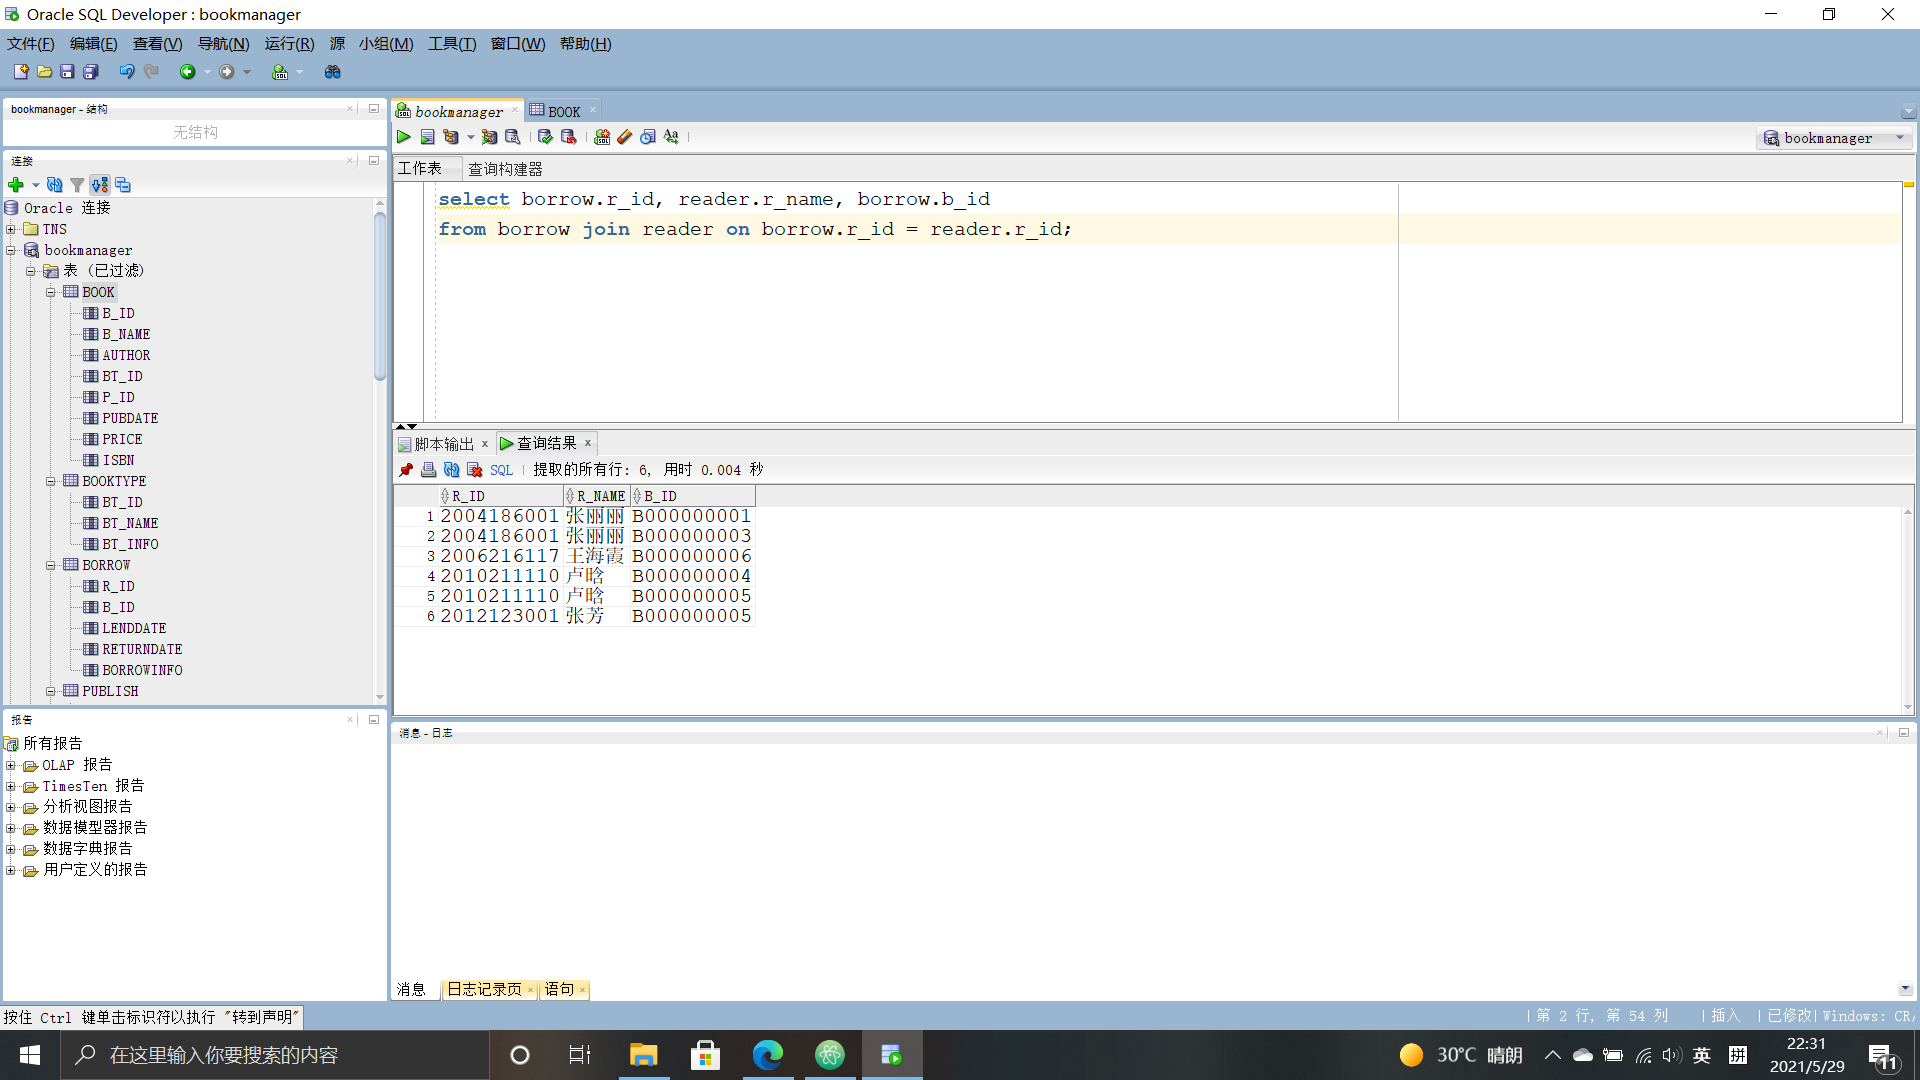 Oracle SQL Developer : bookmanager
文件(F) 编辑(E) 查看(V) 导航(N) 运行(R) 源 小组(M) 工具(T) 窗口(W) 帮助(H)
bookmanager - 结构
无结构
连接
Oracle 连接
TNS
bookmanager
表 (已过滤)
BOOK
B_ID
B_NAME
AUTHOR
BT_ID
P_ID
PUBDATE
PRICE
ISBN
BOOKTYPE
BT_ID
BT_NAME
BT_INFO
BORROW
R_ID
B_ID
LENDDATE
RETURNDATE
BORROWINFO
PUBLISH
报告
所有报告
OLAP 报告
TimesTen 报告
分析视图报告
数据模型器报告
数据字典报告
用户定义的报告
bookmanager BOOK
bookmanager
工作表 查询构建器
select borrow.r_id, reader.r_name, borrow.b_id
from borrow join reader on borrow.r_id = reader.r_id;
脚本输出 查询结果
SQL 提取的所有行: 6, 用时 0.004 秒
R_ID R_NAME B_ID
1 2004186001 张丽丽 B000000001
2 2004186001 张丽丽 B000000003
3 2006216117 王海霞 B000000006
4 2010211110 卢晗 B000000004
5 2010211110 卢晗 B000000005
6 2012123001 张芳 B000000005
消息 - 日志
消息 日志记录页 语句
按住 Ctrl 键单击标识符以执行 "转到声明"
第 2 行, 第 54 列 插入 已修改 Windows: CR/
在这里输入你要搜索的内容
30°C 晴朗 英 拼 22:31
2021/5/29
11